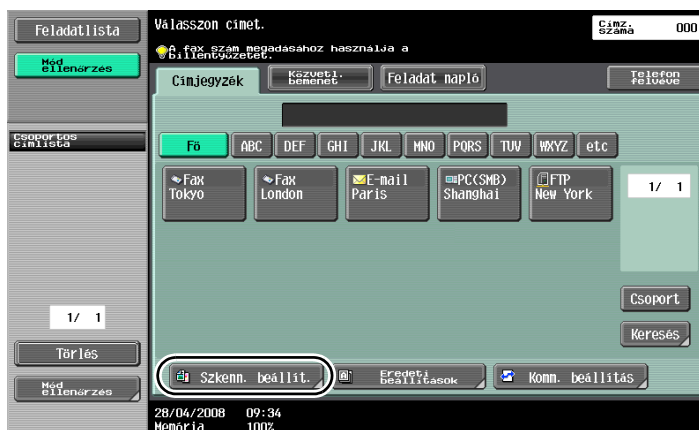 Feladatlista
Mód
ellenőrzés
Csoportos
címlista
1/ 1
Törlés
Mód
ellenőrzés
Válasszon címet.
Címz.
száma 000
A fax szám megadásához használja a
billentyűzetet.
Címjegyzék
Közvetl.
bemenet
Feladat napló
Telefon
felvéve
Fő ABC DEF GHI JKL MNO PQRS TUV WXYZ etc
Fax
Tokyo
Fax
London
E-mail
Paris
PC(SMB)
Shanghai
FTP
New York
1/ 1
Csoport
Keresés
Szkenn. beállít.
Eredeti
beállítások
Komm. beállítás
28/04/2008 09:34
Memória 100%